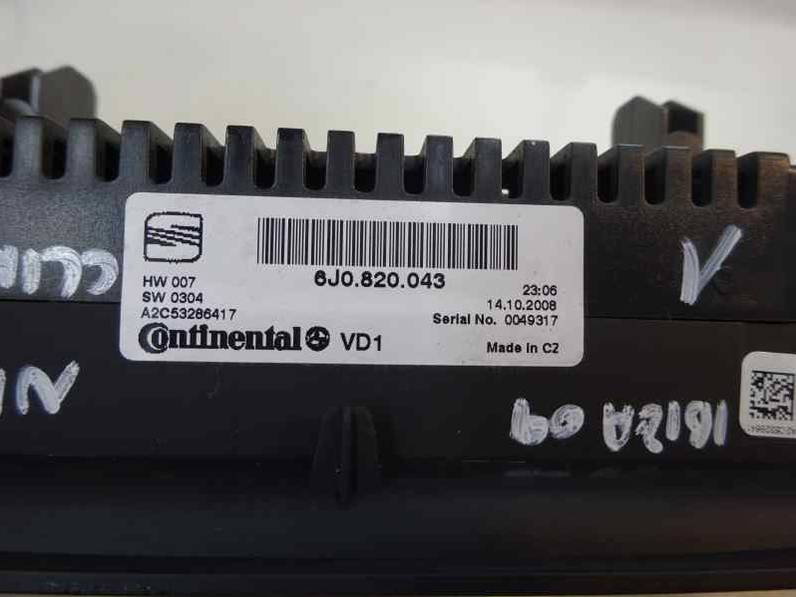 6J0.820.043
HW 007
SW 0304
A2C53286417
23:06
14.10.2008
Serial No. 0049317
Continental VD1
Made in C2
V
IBIZA 09